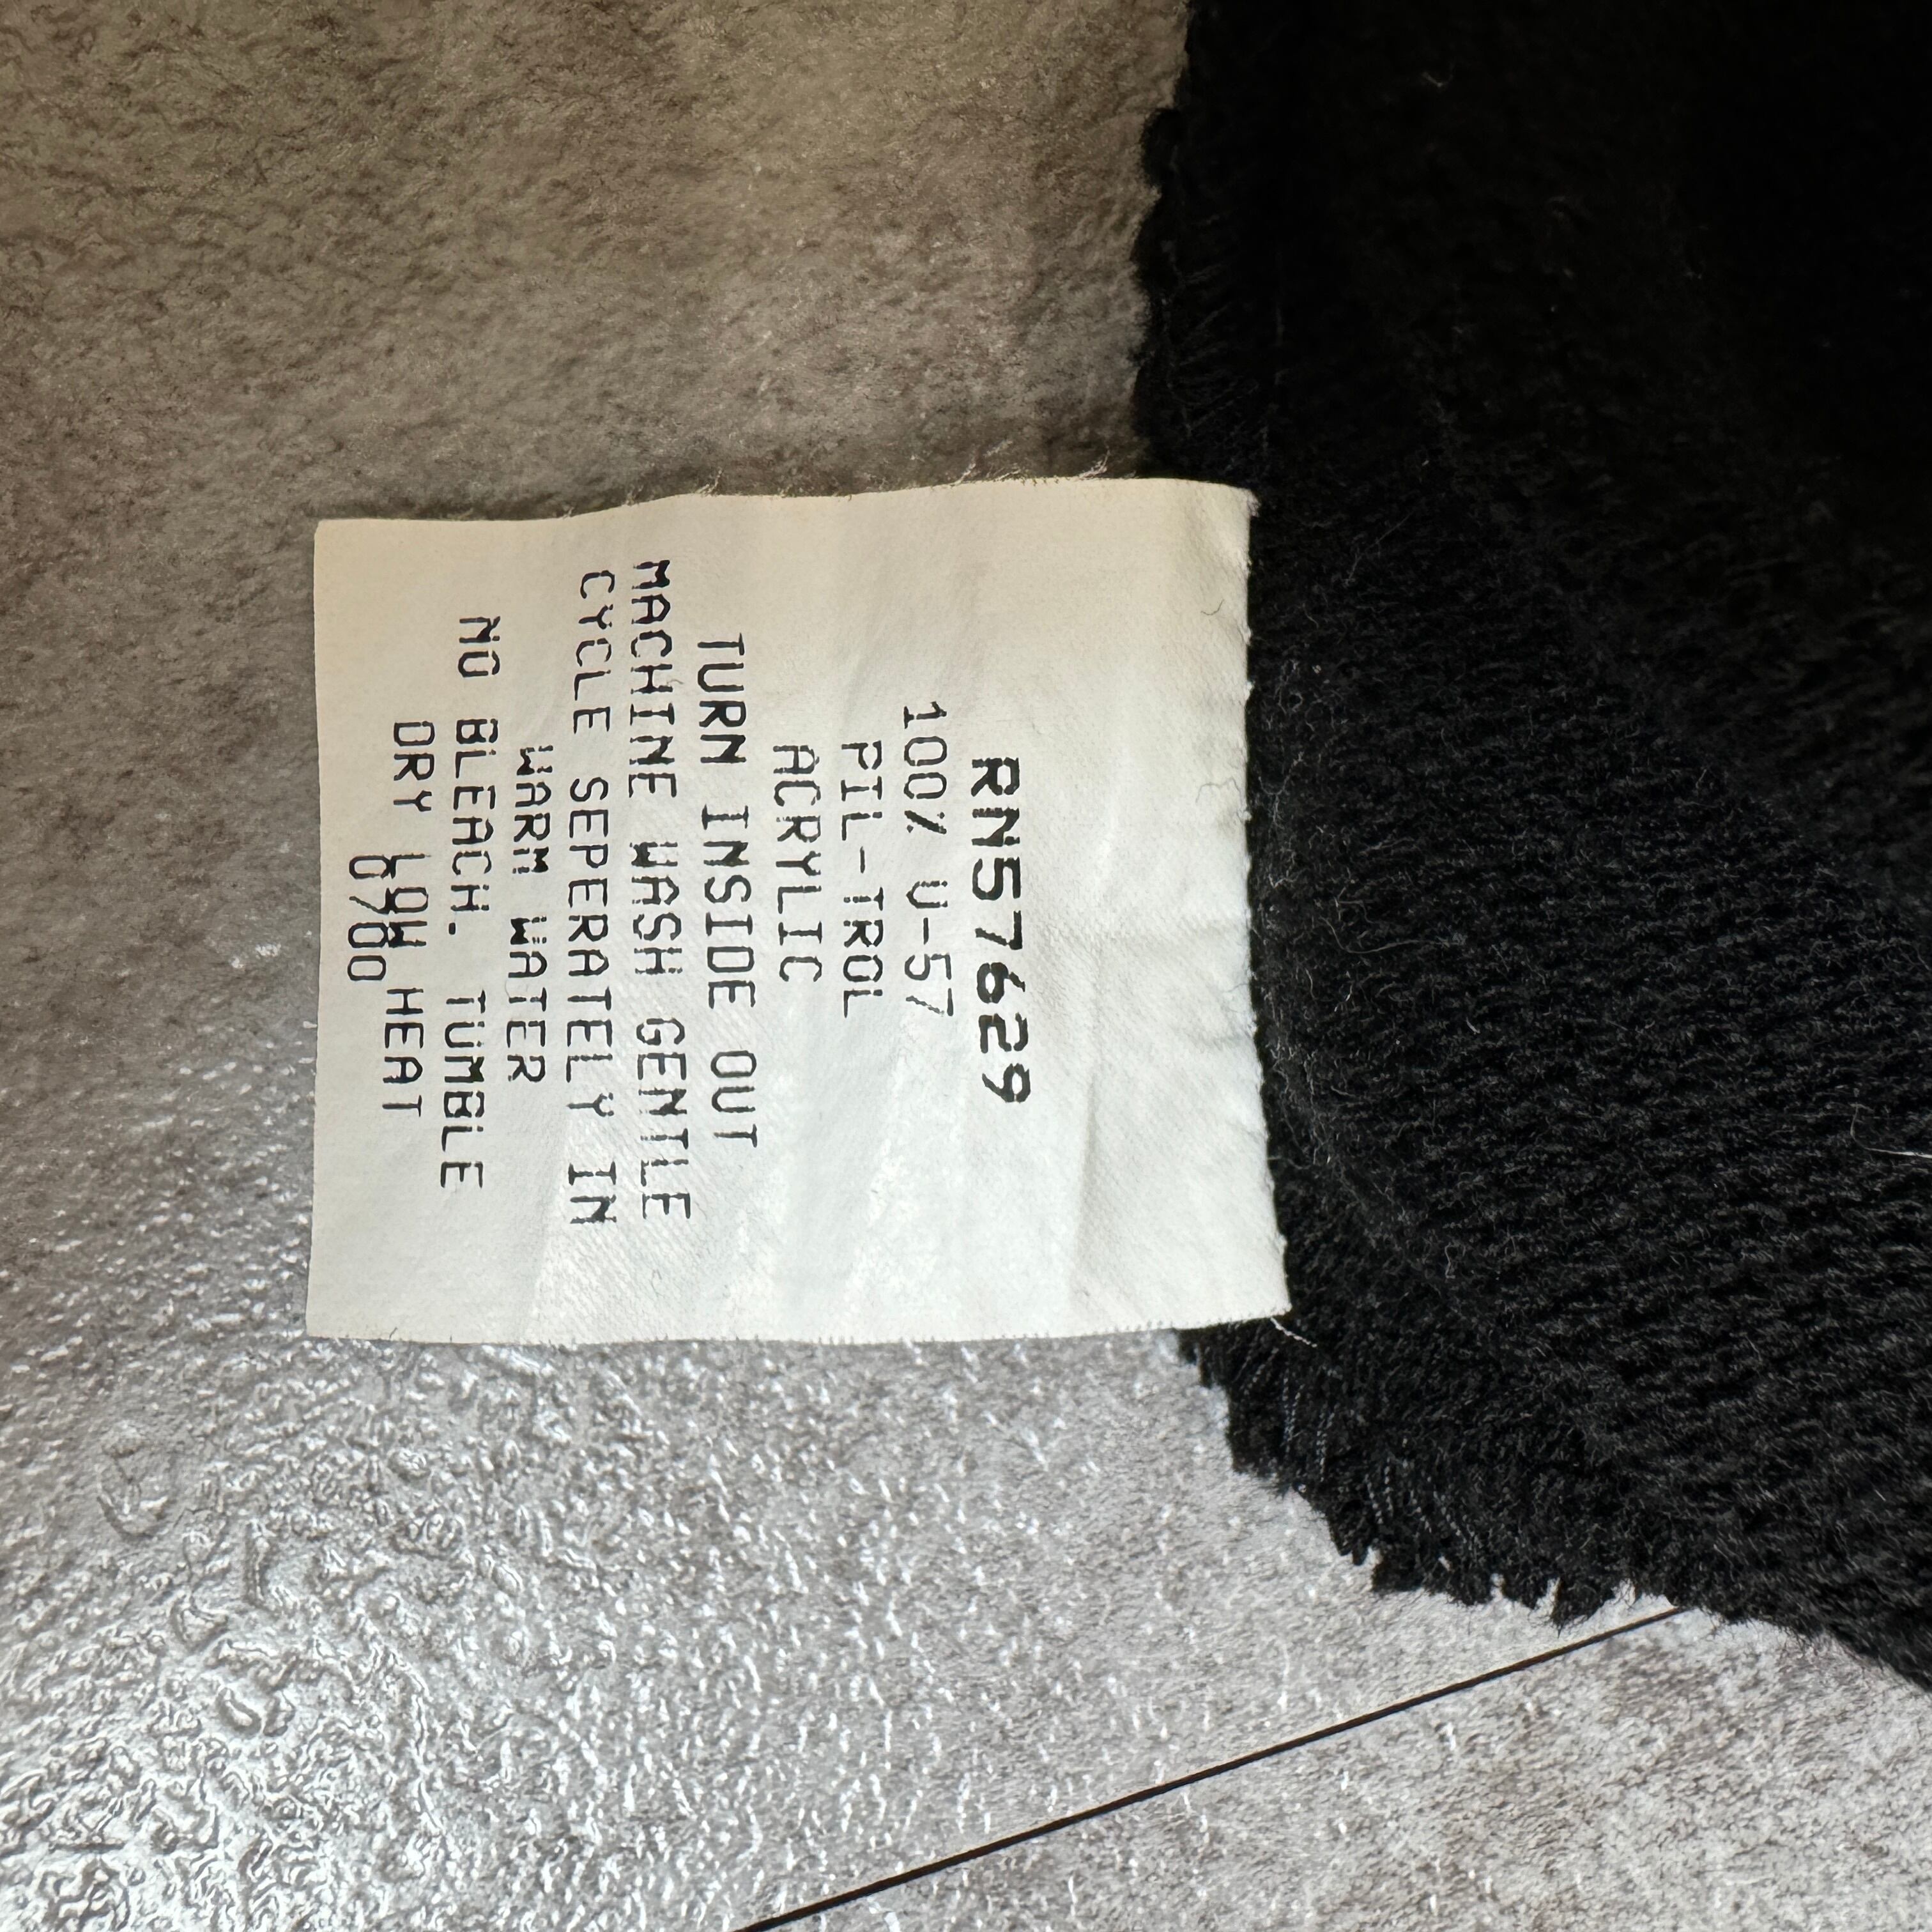 RN57629
100% U-57
PIL-TROL
ACRYLIC
TURN INSIDE OUT
MACHINE WASH GENTLE
CYCLE SEPERATELY IN
WARM WATER
NO BLEACH. TUMBLE
DRY LOW HEAT
0700